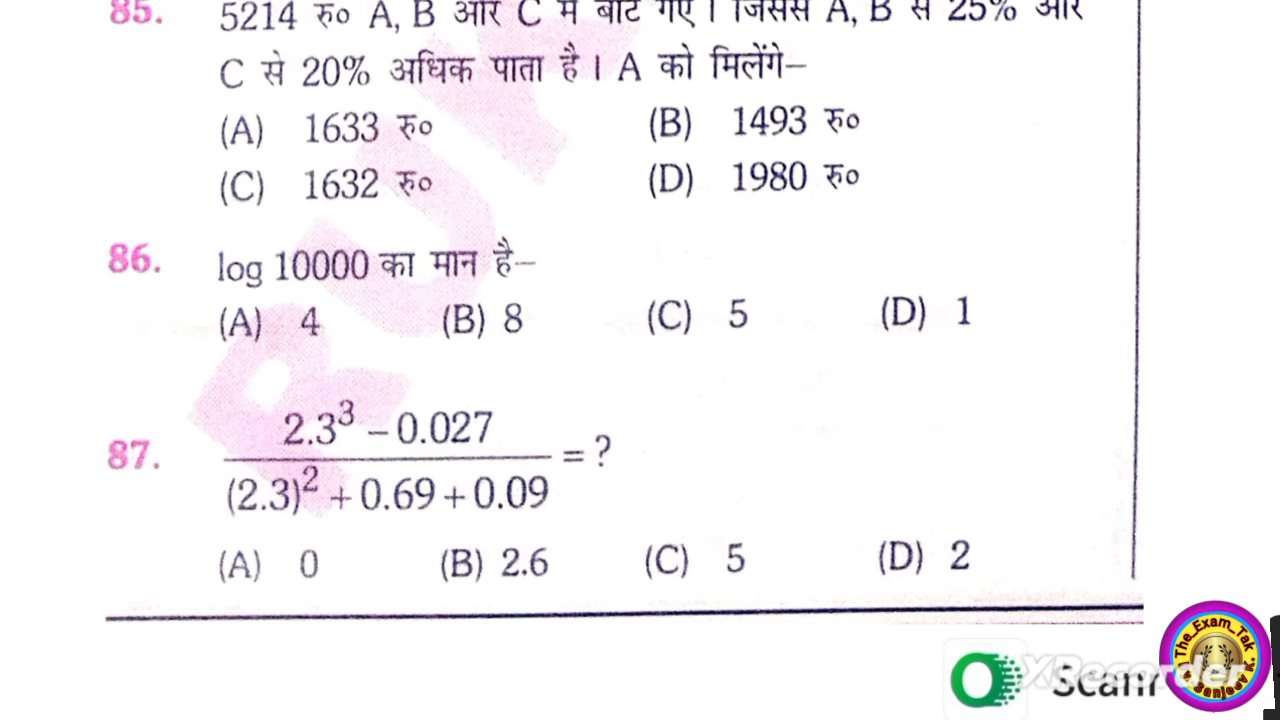 85. 5214 रु० A, B और C में बाँटे गए। जिससे A, B से 25% और
C से 20% अधिक पाता है। A को मिलेंगे–
(A) 1633 रु० (B) 1493 रु०
(C) 1632 रु० (D) 1980 रु०
86. log 10000 का मान है–
(A) 4 (B) 8 (C) 5 (D) 1
87. 2.3³ – 0.027
(2.3)² + 0.69 + 0.09 = ?
(A) 0 (B) 2.6 (C) 5 (D) 2
XRecorder
Scan
The_Exam_Tak
Sanjeev K.